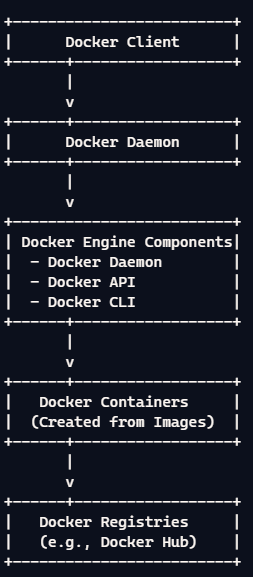 Docker Client
v
Docker Daemon
v
Docker Engine Components
- Docker Daemon
- Docker API
- Docker CLI
v
Docker Containers
(Created from Images)
v
Docker Registries
(e.g., Docker Hub)